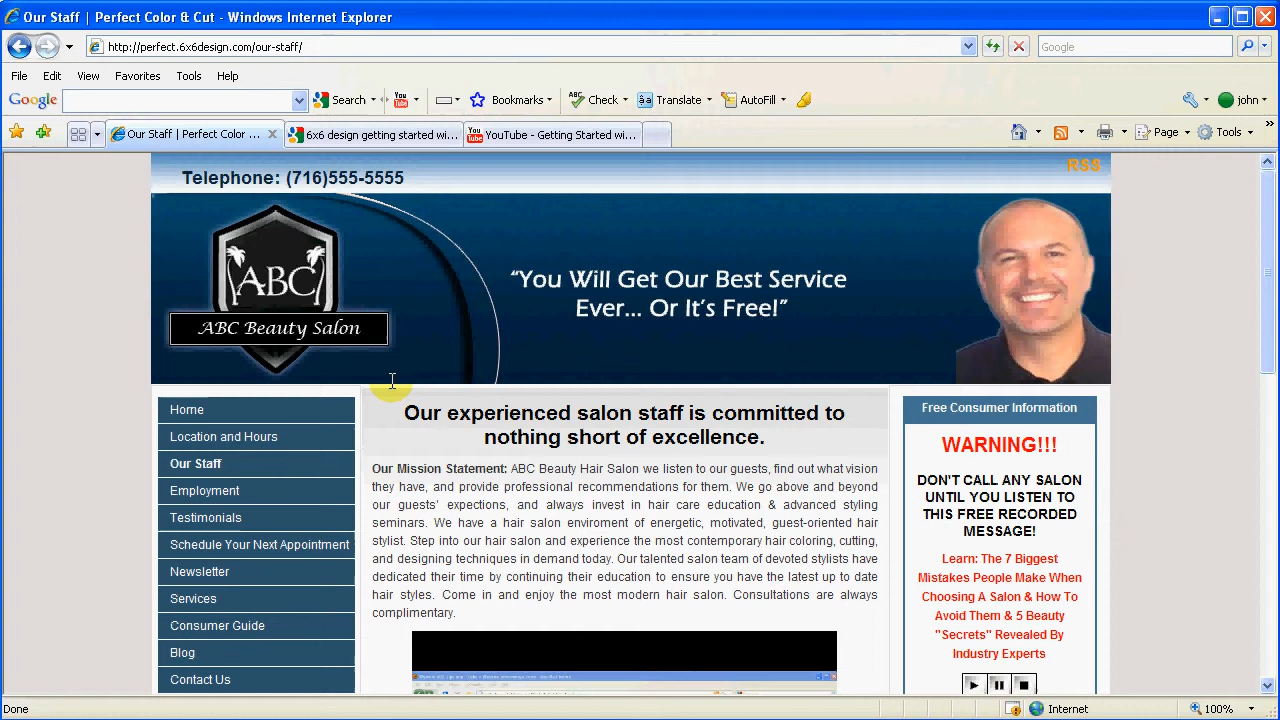 Our Staff | Perfect Color & Cut - Windows Internet Explorer
http://perfect.6x6design.com/our-staff/
Google
File Edit View Favorites Tools Help
Google Search Bookmarks Check Translate AutoFill john
Our Staff | Perfect Color ... 6x6 design getting started wi... YouTube - Getting Started wi... Page Tools
Telephone: (716)555-5555
RSS
ABC
ABC Beauty Salon
“You Will Get Our Best Service
Ever... Or It's Free!”
Home
Location and Hours
Our Staff
Employment
Testimonials
Schedule Your Next Appointment
Newsletter
Services
Consumer Guide
Blog
Contact Us
Our experienced salon staff is committed to
nothing short of excellence.
Our Mission Statement: ABC Beauty Hair Salon we listen to our guests, find out what vision
they have, and provide professional recommendations for them. We go above and beyond
our guests' expections, and always invest in hair care education & advanced styling
seminars. We have a hair salon enviroment of energetic, motivated, guest-oriented hair
stylist. Step into our hair salon and experience the most contemporary hair coloring, cutting,
and designing techniques in demand today. Our talented salon team of devoted stylists have
dedicated their time by continuing their education to ensure you have the latest up to date
hair styles. Come in and enjoy the most modern hair salon. Consultations are always
complimentary.
Free Consumer Information
WARNING!!!
DON'T CALL ANY SALON
UNTIL YOU LISTEN TO
THIS FREE RECORDED
MESSAGE!
Learn: The 7 Biggest
Mistakes People Make When
Choosing A Salon & How To
Avoid Them & 5 Beauty
"Secrets" Revealed By
Industry Experts
Done Internet 100%